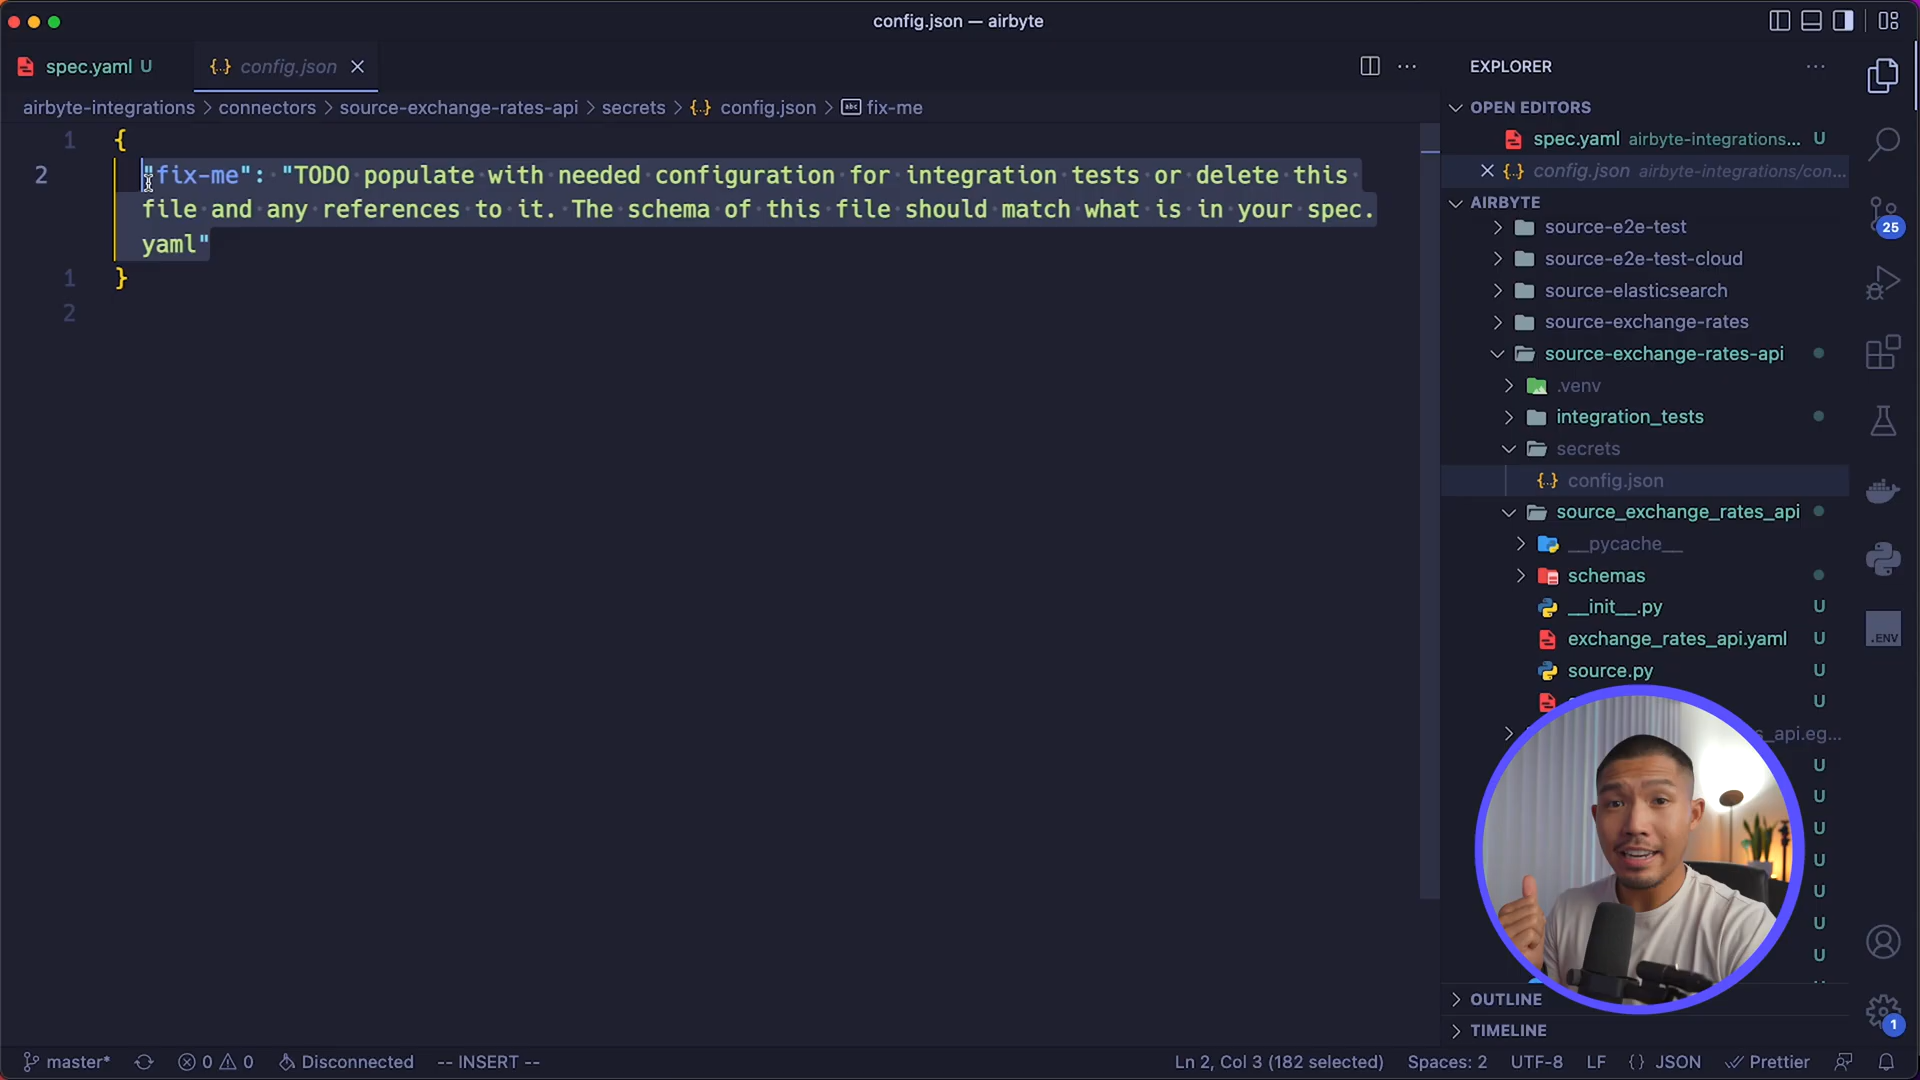 config.json — airbyte
spec.yaml U
{..} config.json
EXPLORER
airbyte-integrations > connectors > source-exchange-rates-api > secrets > {..} config.json > abc fix-me
OPEN EDITORS
spec.yaml airbyte-integrations... U
{..} config.json airbyte-integrations/con...
AIRBYTE
1 {
2 "fix-me": "TODO populate with needed configuration for integration tests or delete this
file and any references to it. The schema of this file should match what is in your spec.
yaml"
1 }
2
source-e2e-test
source-e2e-test-cloud
source-elasticsearch
source-exchange-rates
source-exchange-rates-api
.venv
integration_tests
secrets
{..} config.json
source_exchange_rates_api
__pycache__
schemas
__init__.py U
exchange_rates_api.yaml U
source.py U
U
s_api.eg...
U
U
U
U
U
U
U
OUTLINE
TIMELINE
25
.ENV
1
master* 0 0 Disconnected -- INSERT -- Ln 2, Col 3 (182 selected) Spaces: 2 UTF-8 LF {} JSON Prettier